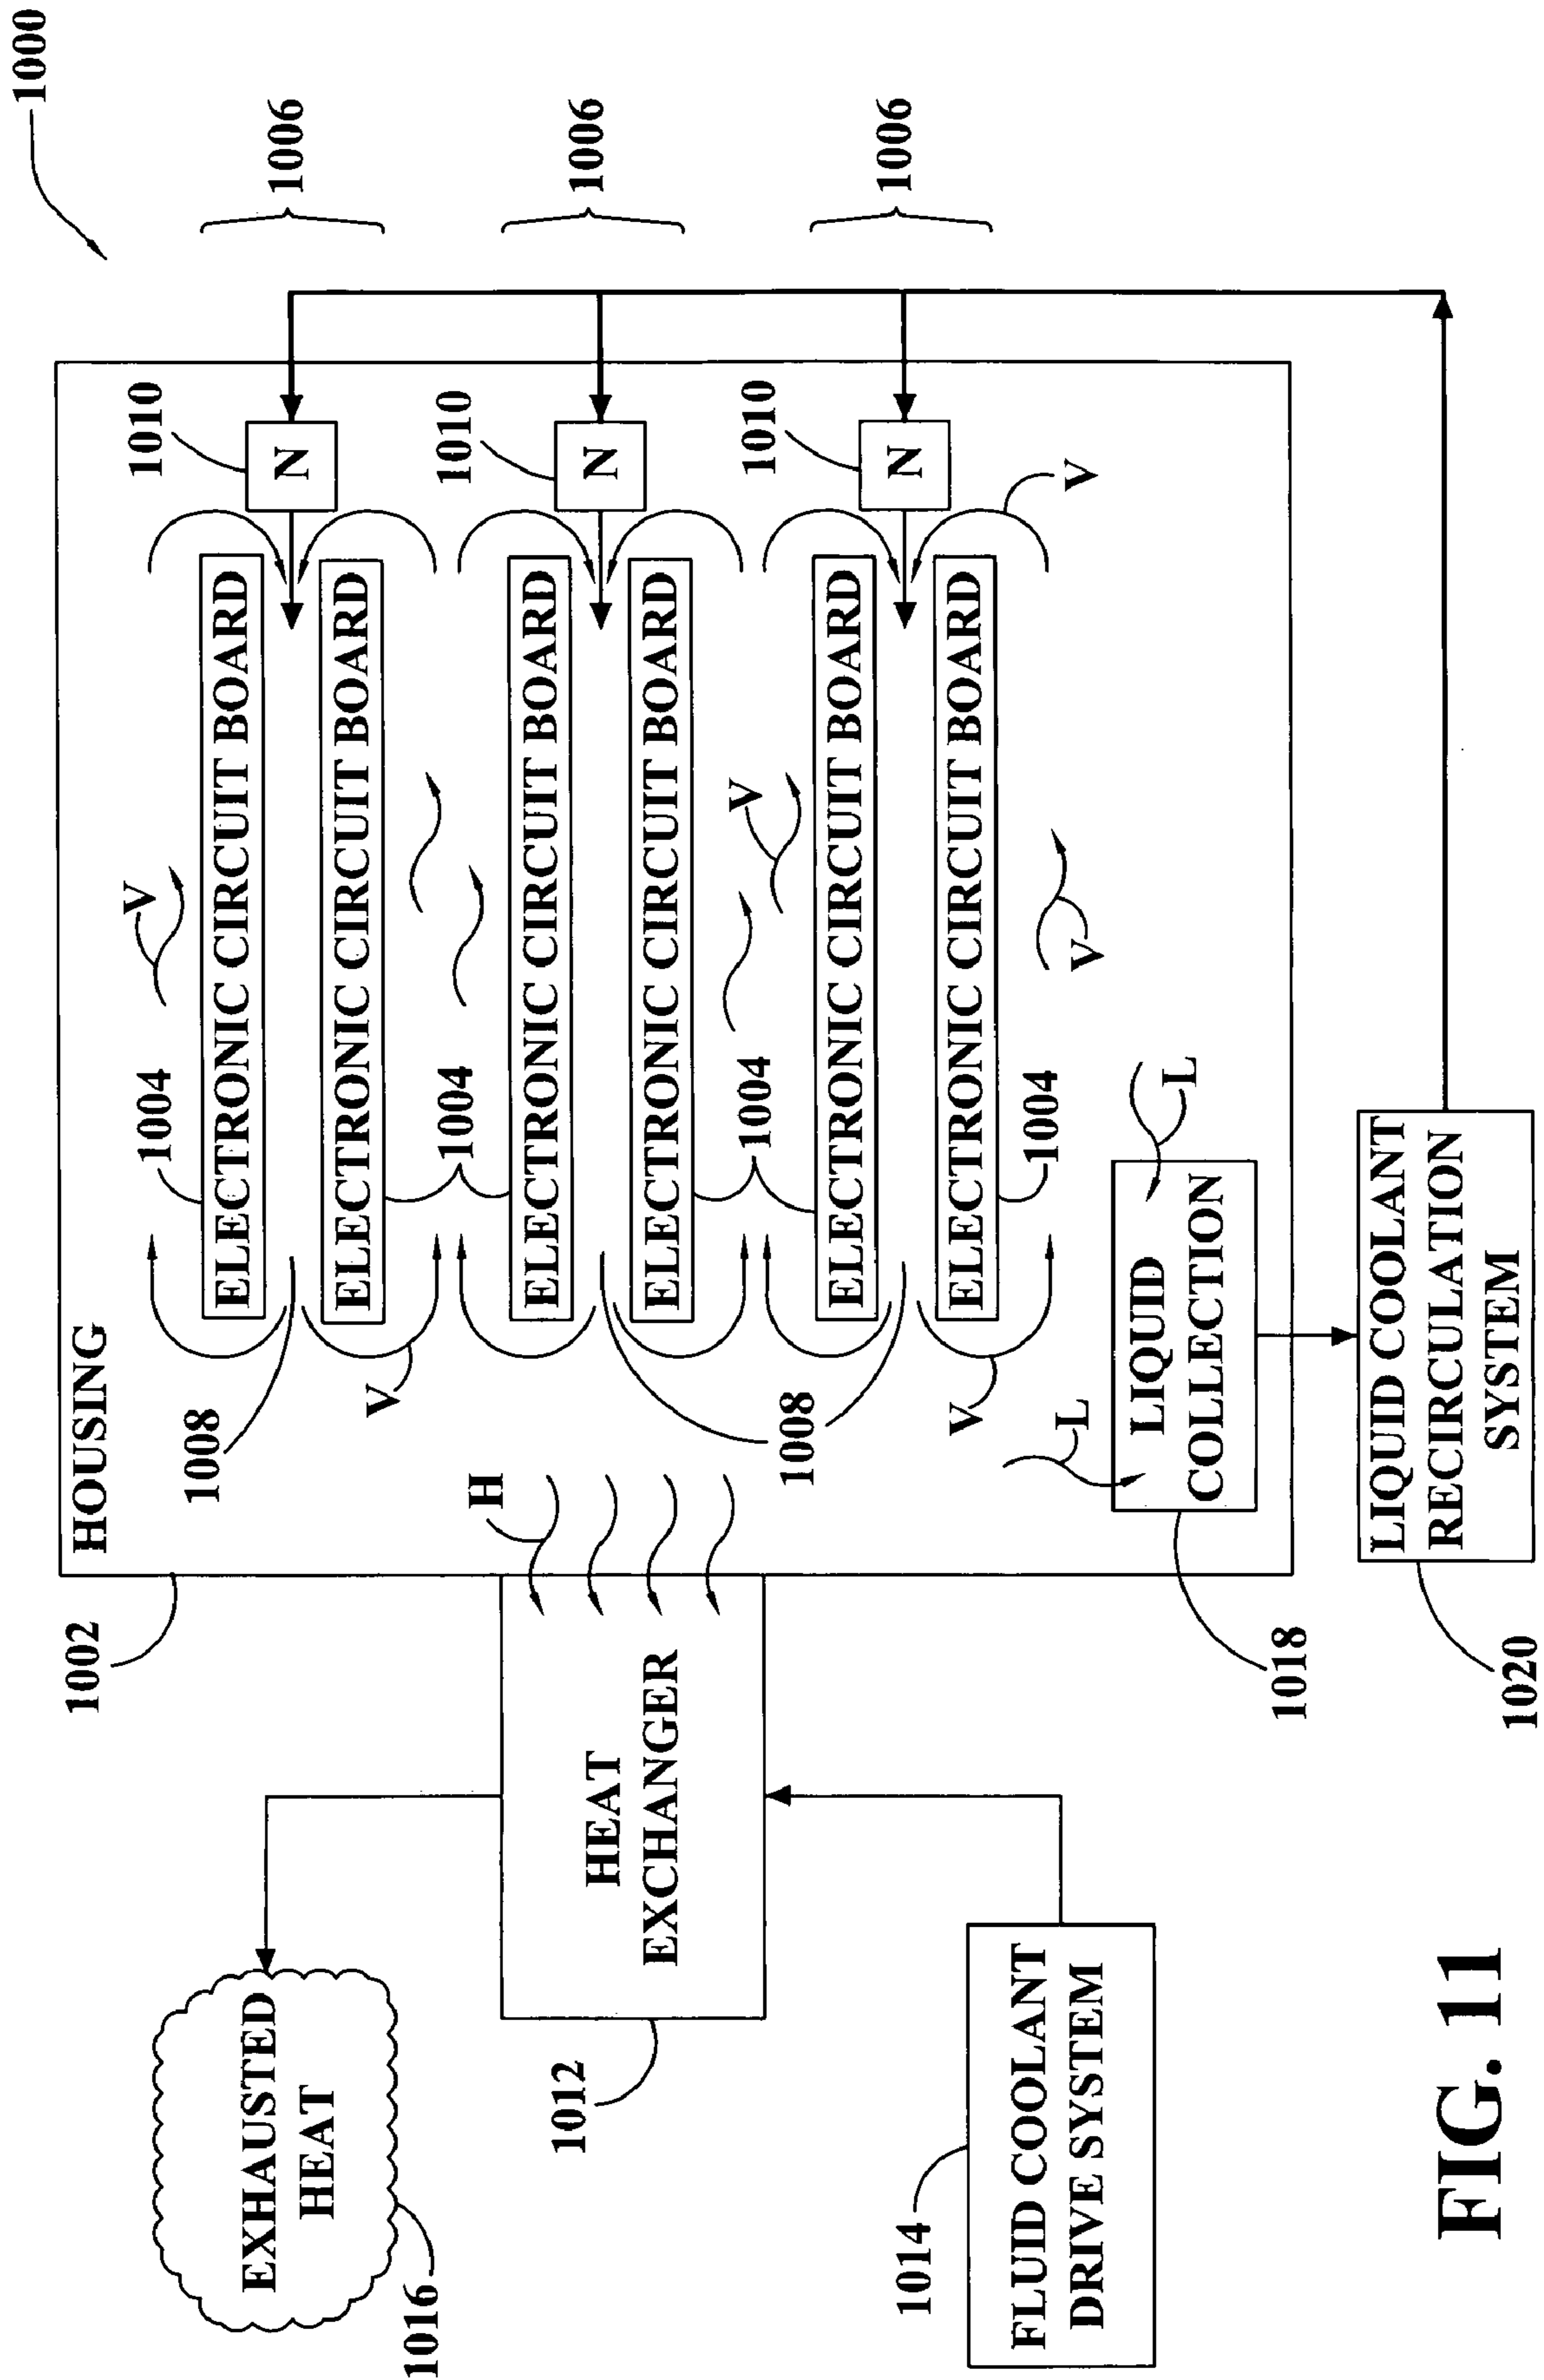 1000
1006
1006
1006
HOUSING
1002
1010
N
1010
N
1010
N
V
V
V
V
V
V
1004
ELECTRONIC CIRCUIT BOARD
ELECTRONIC CIRCUIT BOARD
1004
ELECTRONIC CIRCUIT BOARD
ELECTRONIC CIRCUIT BOARD
1004
ELECTRONIC CIRCUIT BOARD
ELECTRONIC CIRCUIT BOARD
1004
1008
1008
H
L
L
LIQUID
COLLECTION
1018
LIQUID COOLANT
RECIRCULATION
SYSTEM
1020
HEAT
EXCHANGER
1012
EXHAUSTED
HEAT
1016
FLUID COOLANT
DRIVE SYSTEM
1014
FIG. 11